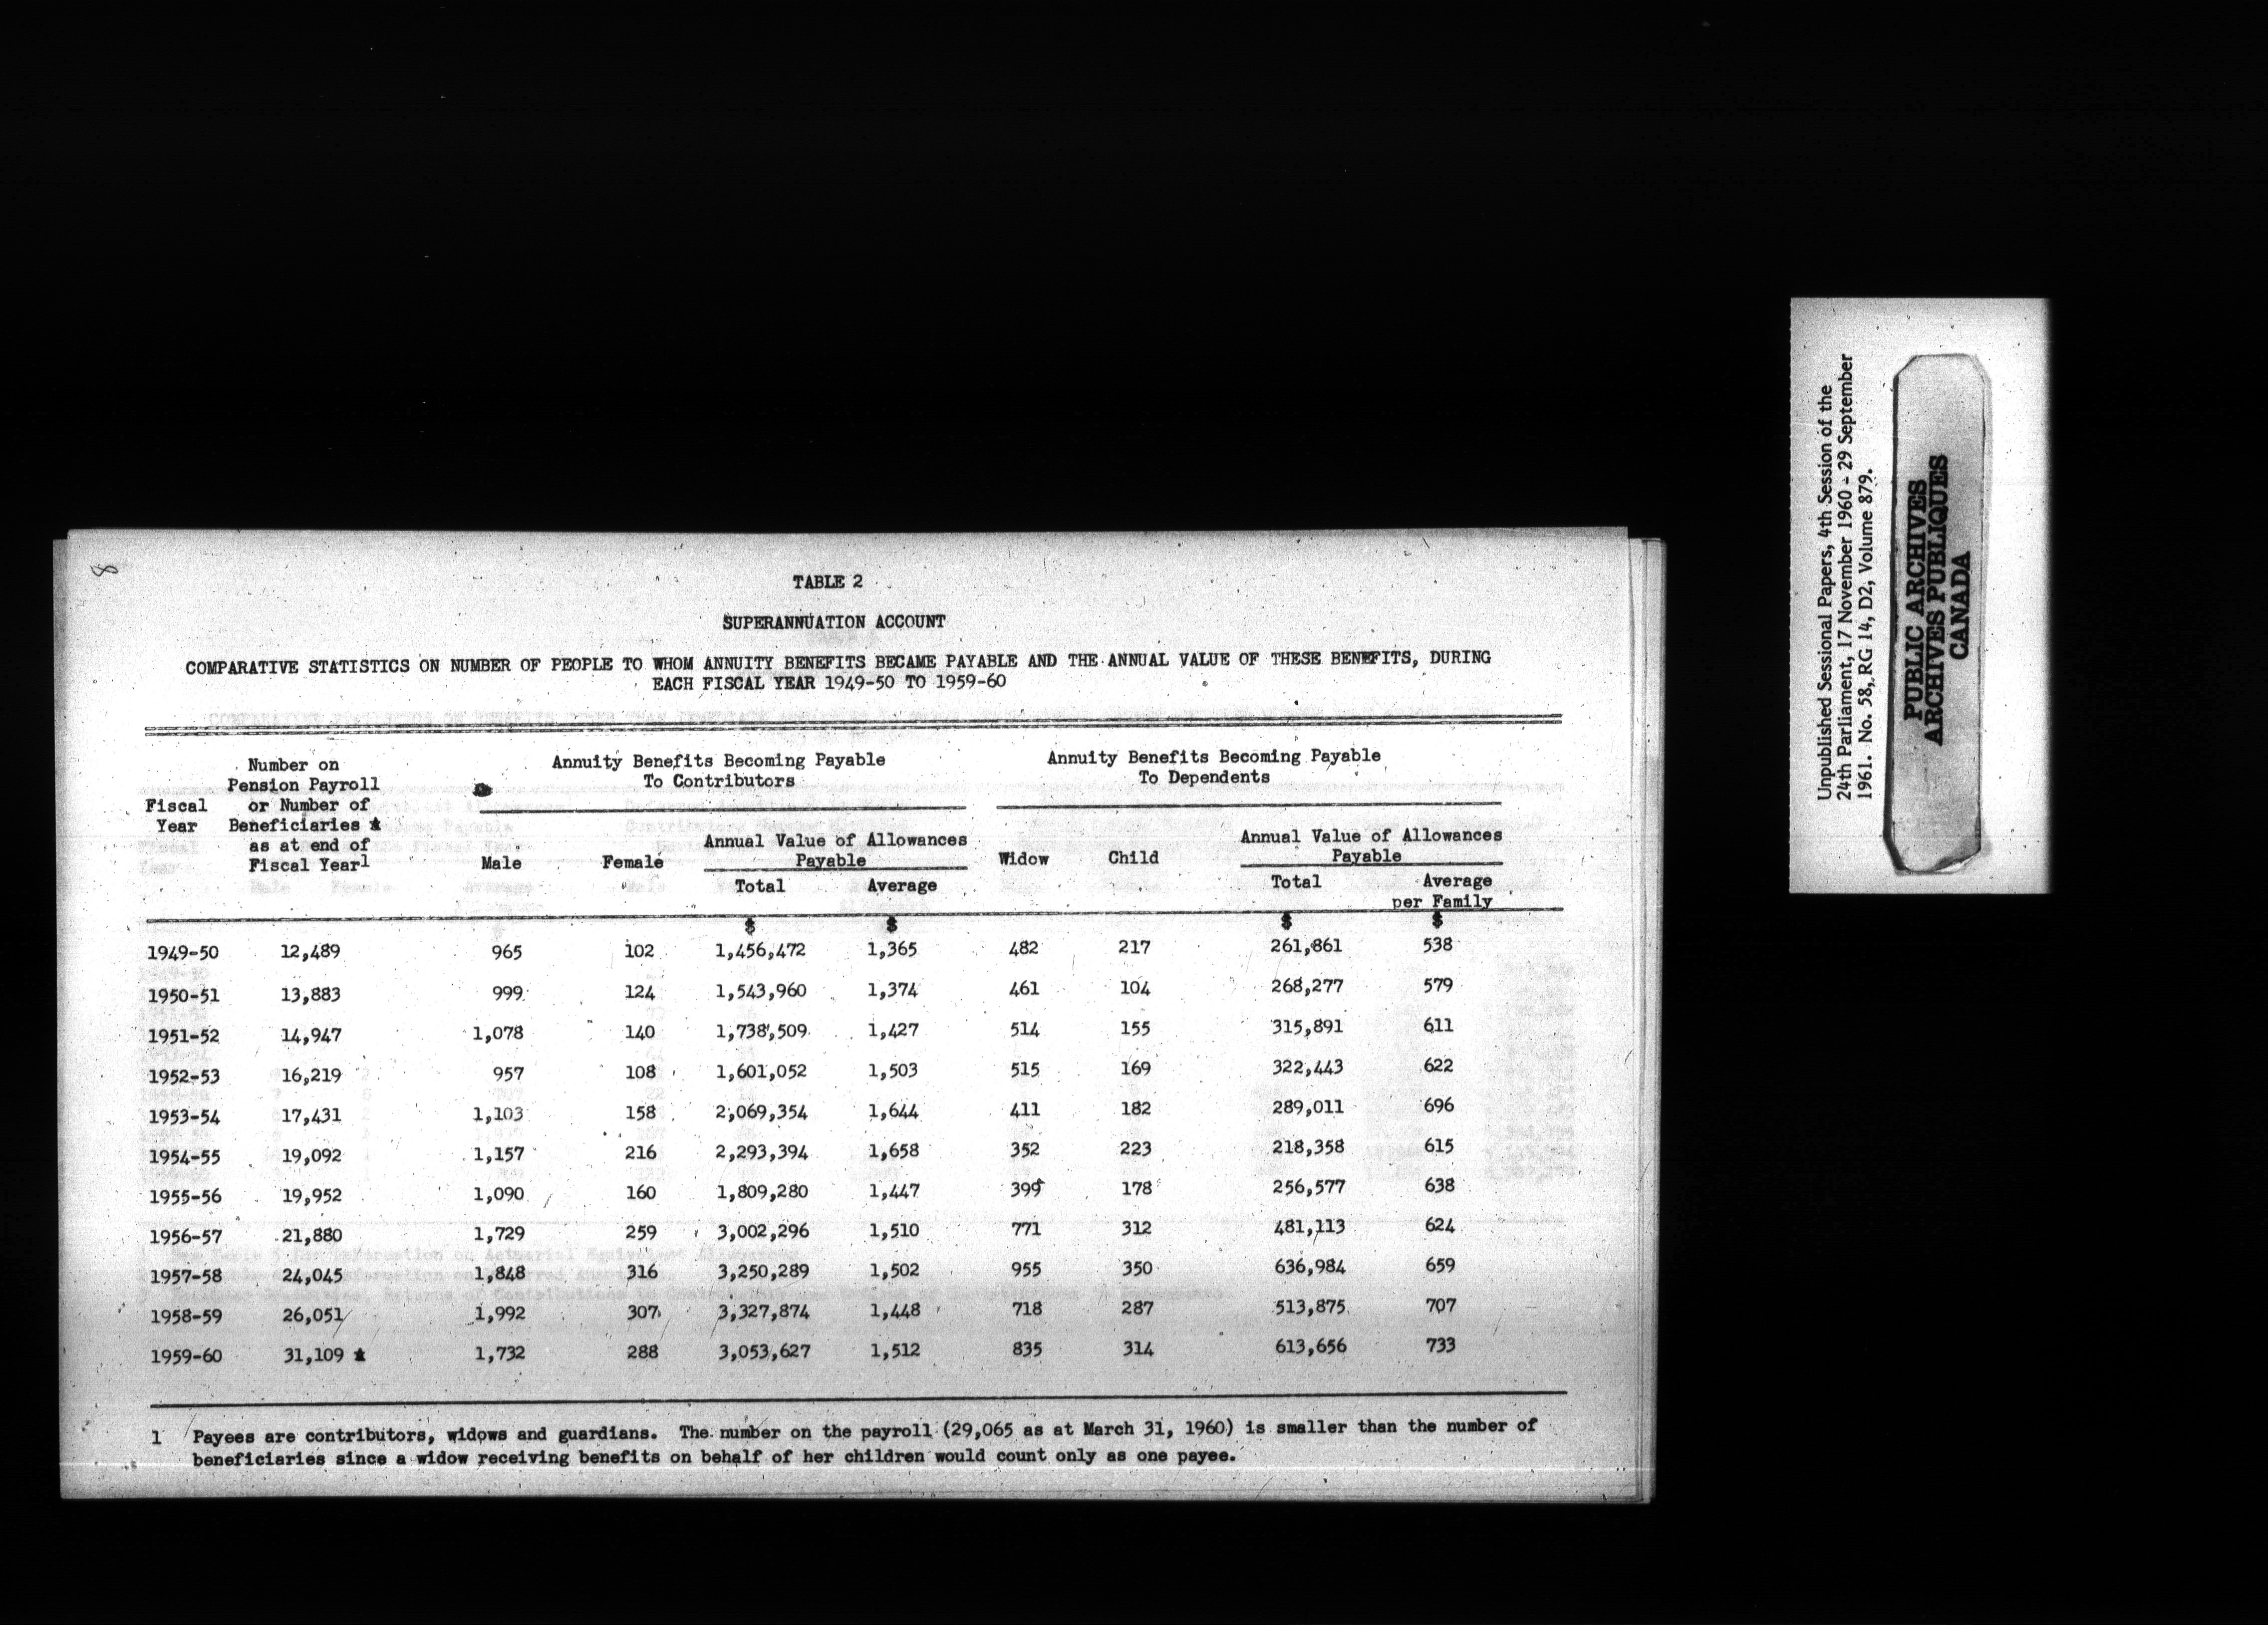 8
TABLE 2
SUPERANNUATION ACCOUNT
COMPARATIVE STATISTICS ON NUMBER OF PEOPLE TO WHOM ANNUITY BENEFITS BECAME PAYABLE AND THE ANNUAL VALUE OF THESE BENEFITS, DURING
EACH FISCAL YEAR 1949-50 TO 1959-60
Fiscal
Year
Number on
Pension Payroll
or Number of
Beneficiaries *
as at end of
Fiscal Year1
Annuity Benefits Becoming Payable
To Contributors
Male
Female
Annual Value of Allowances
Payable
Total
Average
Annuity Benefits Becoming Payable
To Dependents
Widow
Child
Annual Value of Allowances
Payable
Total
Average
per Family
$ $ $ $
1949-50 12,489 965 102 1,456,472 1,365 482 217 261,861 538
1950-51 13,883 999 124 1,543,960 1,374 461 104 268,277 579
1951-52 14,947 1,078 140 1,738,509 1,427 514 155 315,891 611
1952-53 16,219 957 108 1,601,052 1,503 515 169 322,443 622
1953-54 17,431 1,103 158 2,069,354 1,644 411 182 289,011 696
1954-55 19,092 1,157 216 2,293,394 1,658 352 223 218,358 615
1955-56 19,952 1,090 160 1,809,280 1,447 399 178 256,577 638
1956-57 21,880 1,729 259 3,002,296 1,510 771 312 481,113 624
1957-58 24,045 1,848 316 3,250,289 1,502 955 350 636,984 659
1958-59 26,051 1,992 307 3,327,874 1,448 718 287 513,875 707
1959-60 31,109 * 1,732 288 3,053,627 1,512 835 314 613,656 733
1 Payees are contributors, widows and guardians. The number on the payroll (29,065 as at March 31, 1960) is smaller than the number of
beneficiaries since a widow receiving benefits on behalf of her children would count only as one payee.
Unpublished Sessional Papers, 4th Session of the
24th Parliament, 17 November 1960 - 29 September
1961. No. 58, RG 14, D2, Volume 879.
PUBLIC ARCHIVES
ARCHIVES PUBLIQUES
CANADA